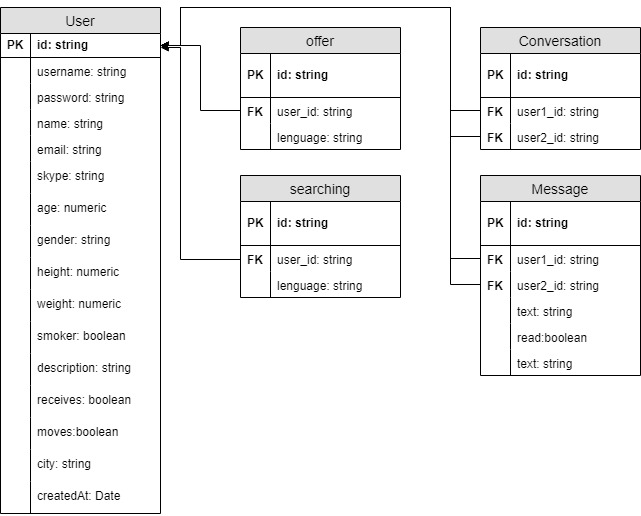 User
PK id: string
username: string
password: string
name: string
email: string
skype: string
age: numeric
gender: string
height: numeric
weight: numeric
smoker: boolean
description: string
receives: boolean
moves:boolean
city: string
createdAt: Date
offer
PK id: string
FK user_id: string
lenguage: string
searching
PK id: string
FK user_id: string
lenguage: string
Conversation
PK id: string
FK user1_id: string
FK user2_id: string
Message
PK id: string
FK user1_id: string
FK user2_id: string
text: string
read:boolean
text: string